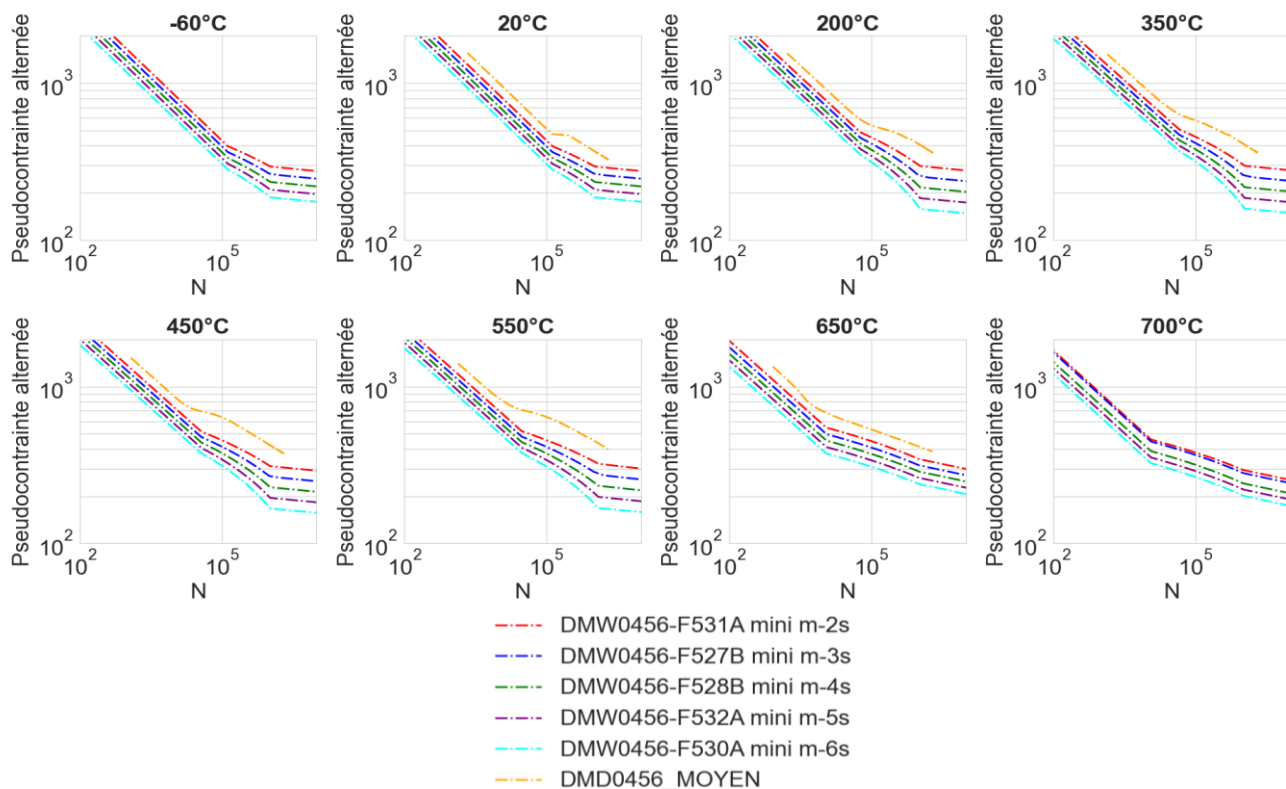 -60°C
20°C
200°C
350°C
Pseudocontrainte alternée
10³
10²
10²
10⁵
N
Pseudocontrainte alternée
10³
10²
10²
10⁵
N
Pseudocontrainte alternée
10³
10²
10²
10⁵
N
Pseudocontrainte alternée
10³
10²
10²
10⁵
N
450°C
550°C
650°C
700°C
Pseudocontrainte alternée
10³
10²
10²
10⁵
N
Pseudocontrainte alternée
10³
10²
10²
10⁵
N
Pseudocontrainte alternée
10³
10²
10²
10⁵
N
Pseudocontrainte alternée
10³
10²
10²
10⁵
N
DMW0456-F531A mini m-2s
DMW0456-F527B mini m-3s
DMW0456-F528B mini m-4s
DMW0456-F532A mini m-5s
DMW0456-F530A mini m-6s
DMD0456_MOYEN